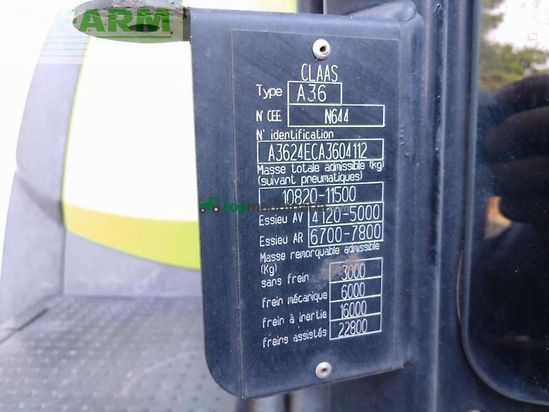 ARM
CLAAS
Type A36
N° CEE N644
N° identification
A3624ECA3604112
Masse totale admissible (kg)
(suivant pneumatiques)
10820-11500
Essieu AV 4120-5000
Essieu AR 6700-7800
Masse remorquable admissible
(Kg)
sans frein 3000
frein mécanique 6000
frein à inertie 16000
freins assistés 22800